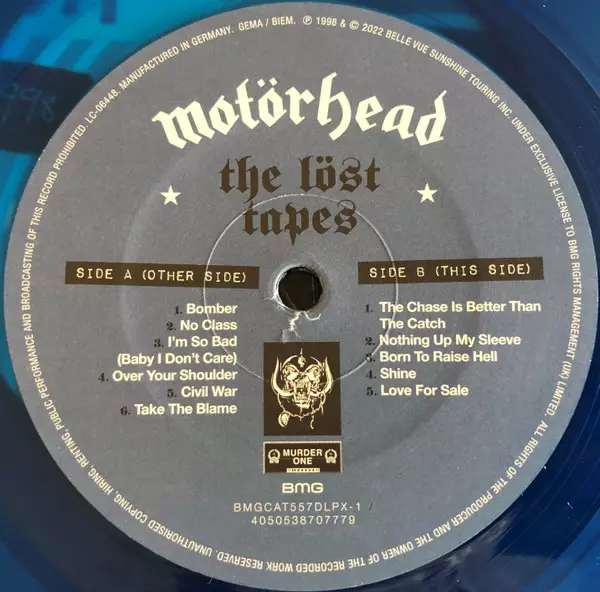 UNAUTHORISED COPYING, HIRING, RENTING, PUBLIC PERFORMANCE AND BROADCASTING OF THIS RECORD PROHIBITED. LC-06448. MANUFACTURED IN GERMANY. GEMA / BIEM. ℗ 1998 & © 2022 BELLE VUE SUNSHINE TOURING INC. UNDER EXCLUSIVE LICENSE TO BMG RIGHTS MANAGEMENT (UK) LIMITED. ALL RIGHTS OF THE PRODUCER AND THE OWNER OF THE RECORDED WORK RESERVED.
motörhead
the löst
tapes
SIDE A (OTHER SIDE)
1. Bomber
2. No Class
3. I'm So Bad
(Baby I Don't Care)
4. Over Your Shoulder
5. Civil War
6. Take The Blame
SIDE B (THIS SIDE)
1. The Chase Is Better Than
The Catch
2. Nothing Up My Sleeve
3. Born To Raise Hell
4. Shine
5. Love For Sale
MURDER
ONE
BMG
BMGCAT557DLPX-1 /
4050538707779